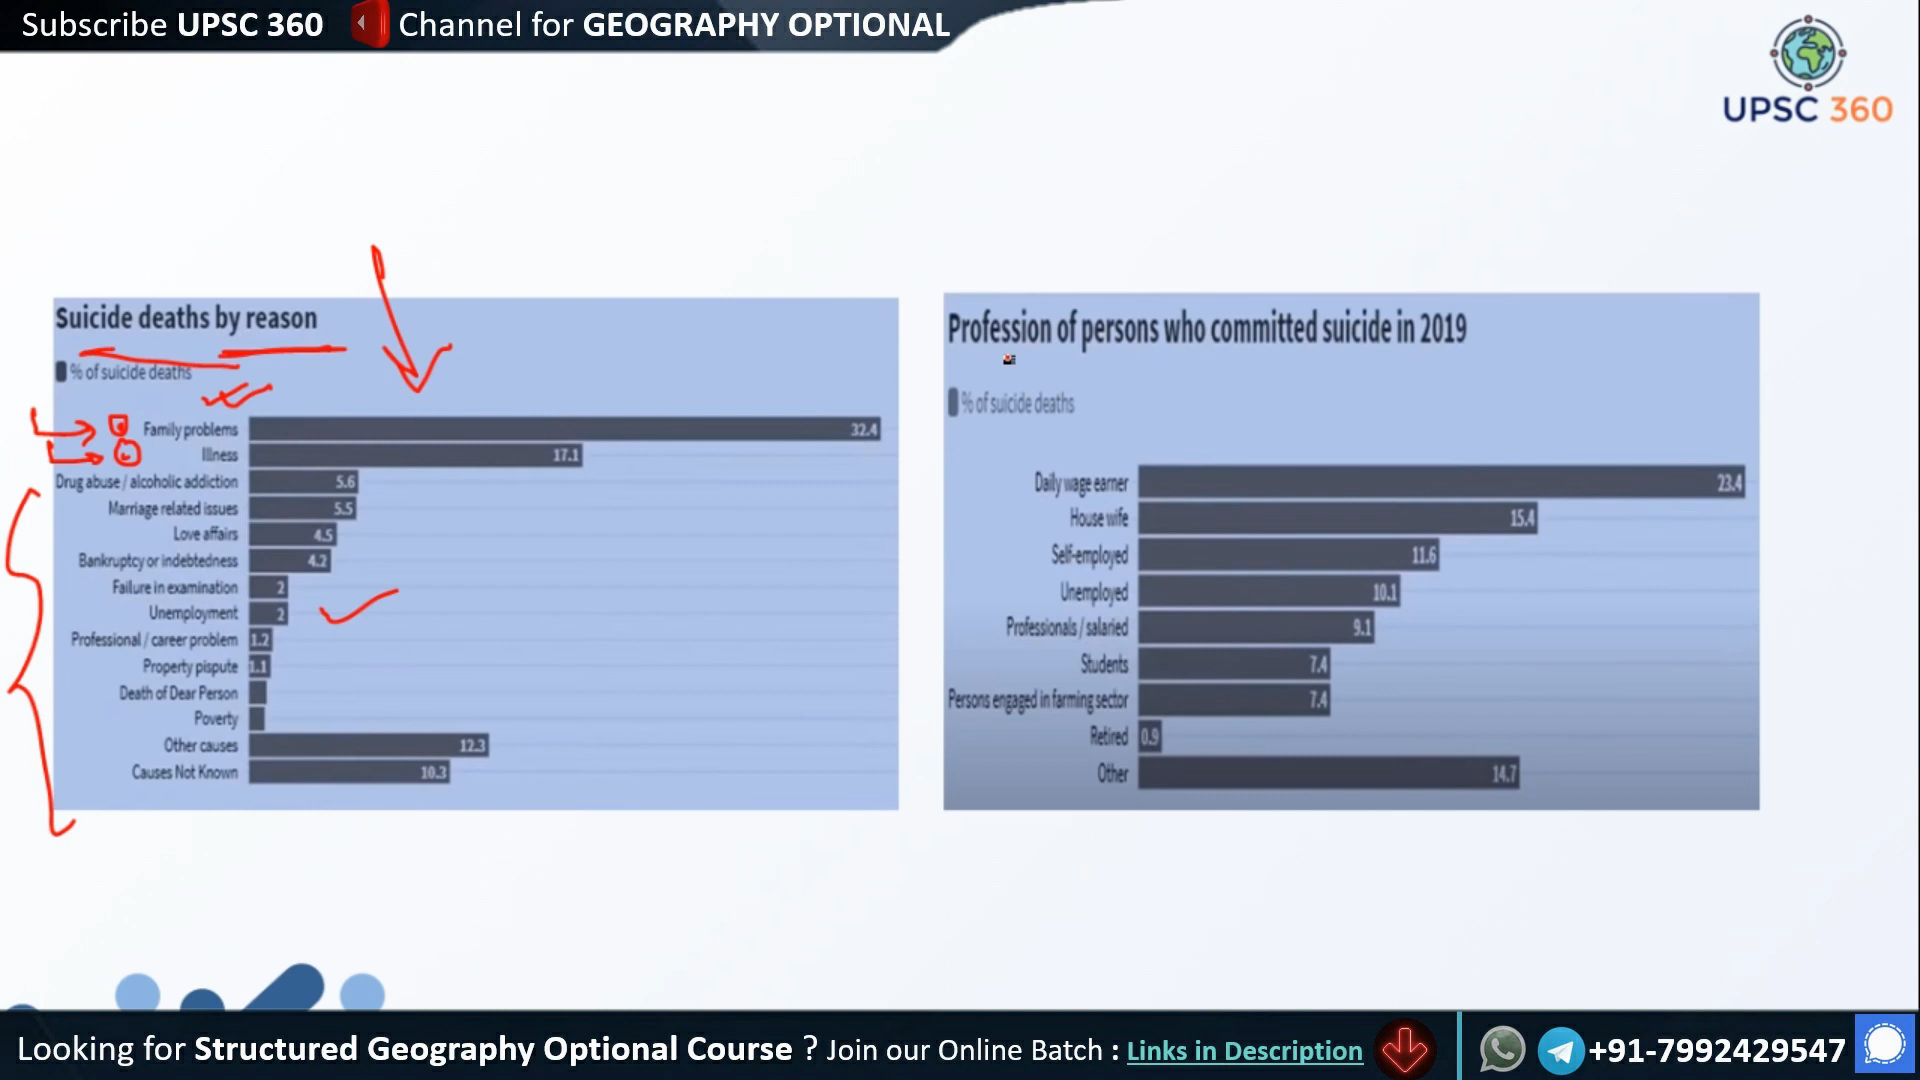 Subscribe UPSC 360 Channel for GEOGRAPHY OPTIONAL
UPSC 360
Suicide deaths by reason
% of suicide deaths
Family problems 32.4
Illness 17.1
Drug abuse / alcoholic addiction 5.6
Marriage related issues 5.5
Love affairs 4.5
Bankruptcy or indebtedness 4.2
Failure in examination 2
Unemployment 2
Professional / career problem 1.2
Property pispute 1.1
Death of Dear Person
Poverty
Other causes 12.3
Causes Not Known 10.3
Profession of persons who committed suicide in 2019
% of suicide deaths
Daily wage earner 23.4
House wife 15.4
Self-employed 11.6
Unemployed 10.1
Professionals / salaried 9.1
Students 7.4
Persons engaged in farming sector 7.4
Retired 0.9
Other 14.7
Looking for Structured Geography Optional Course ? Join our Online Batch : Links in Description
+91-7992429547